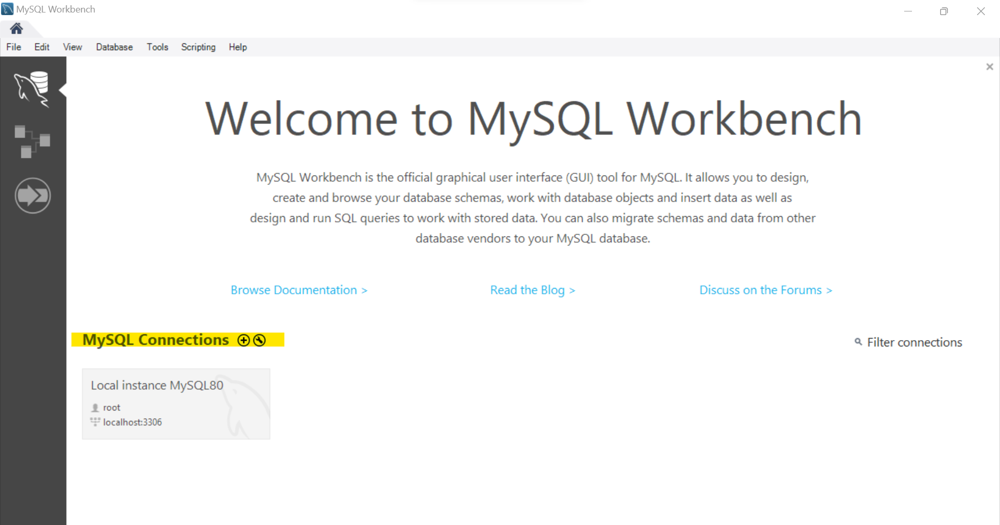 MySQL Workbench
File Edit View Database Tools Scripting Help
Welcome to MySQL Workbench
MySQL Workbench is the official graphical user interface (GUI) tool for MySQL. It allows you to design,
create and browse your database schemas, work with database objects and insert data as well as
design and run SQL queries to work with stored data. You can also migrate schemas and data from other
database vendors to your MySQL database.
Browse Documentation > Read the Blog > Discuss on the Forums >
MySQL Connections Filter connections
Local instance MySQL80
root
localhost:3306